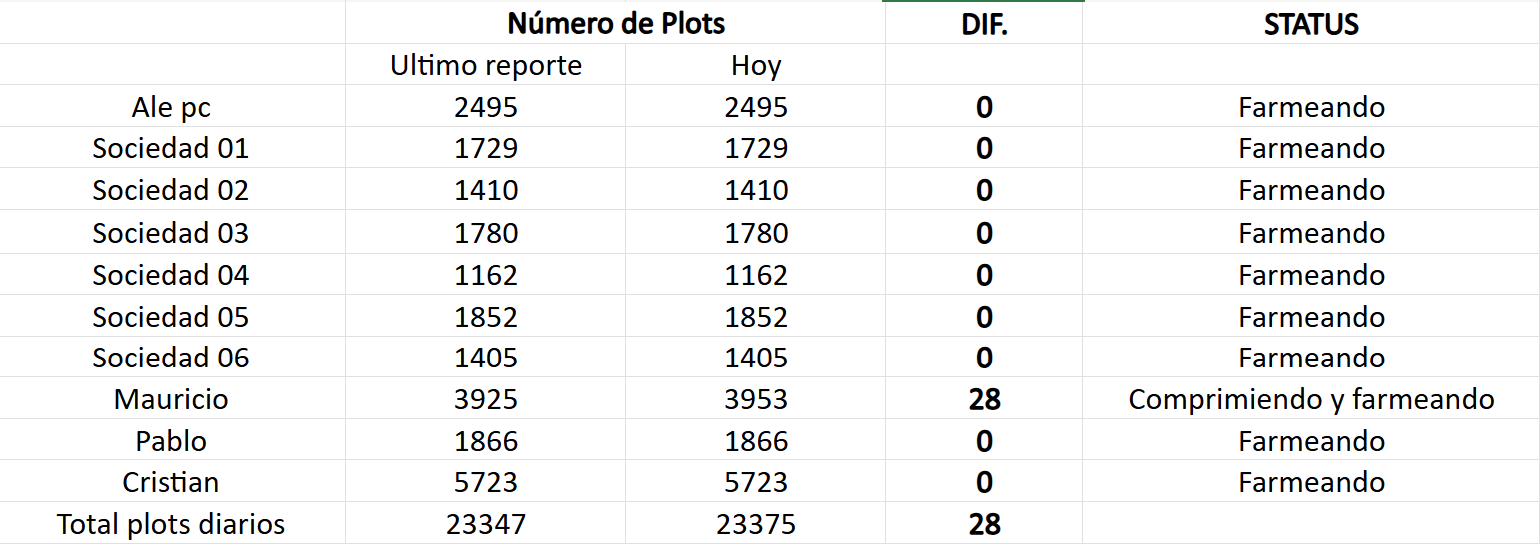 Número de Plots DIF. STATUS
Ultimo reporte Hoy
Ale pc 2495 2495 0 Farmeando
Sociedad 01 1729 1729 0 Farmeando
Sociedad 02 1410 1410 0 Farmeando
Sociedad 03 1780 1780 0 Farmeando
Sociedad 04 1162 1162 0 Farmeando
Sociedad 05 1852 1852 0 Farmeando
Sociedad 06 1405 1405 0 Farmeando
Mauricio 3925 3953 28 Comprimiendo y farmeando
Pablo 1866 1866 0 Farmeando
Cristian 5723 5723 0 Farmeando
Total plots diarios 23347 23375 28